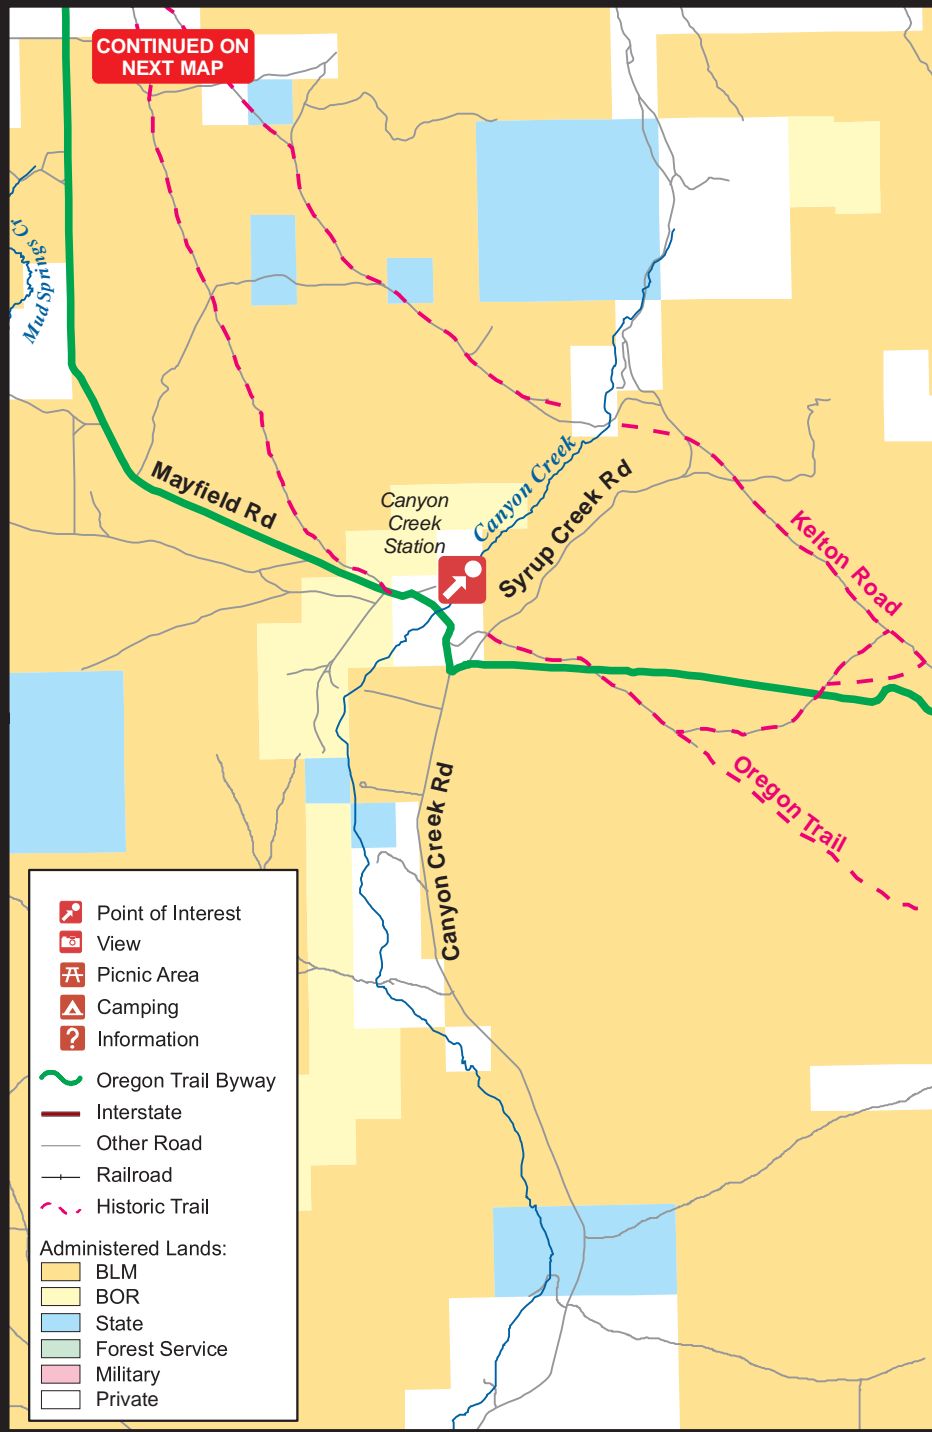 CONTINUED ON
NEXT MAP
Mud Springs Cr
Mayfield Rd
Canyon
Creek
Station
Canyon Creek
Syrup Creek Rd
Kelton Road
Oregon Trail
Canyon Creek Rd
Point of Interest
View
Picnic Area
Camping
? Information
Oregon Trail Byway
Interstate
Other Road
Railroad
Historic Trail
Administered Lands:
BLM
BOR
State
Forest Service
Military
Private